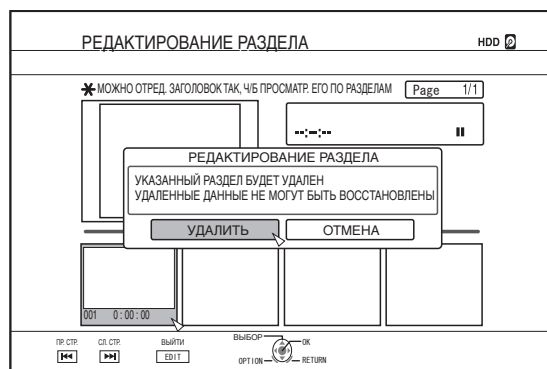 РЕДАКТИРОВАНИЕ РАЗДЕЛА HDD
МОЖНО ОТРЕД. ЗАГОЛОВОК ТАК, Ч/Б ПРОСМАТР. ЕГО ПО РАЗДЕЛАМ Page 1/1
--:--:--
РЕДАКТИРОВАНИЕ РАЗДЕЛА
УКАЗАННЫЙ РАЗДЕЛ БУДЕТ УДАЛЕН
УДАЛЕННЫЕ ДАННЫЕ НЕ МОГУТ БЫТЬ ВОССТАНОВЛЕНЫ
УДАЛИТЬ ОТМЕНА
001 0:00:00
ПР. СТР. СЛ. СТР. ВЫЙТИ ВЫБОР OK
EDIT OPTION RETURN